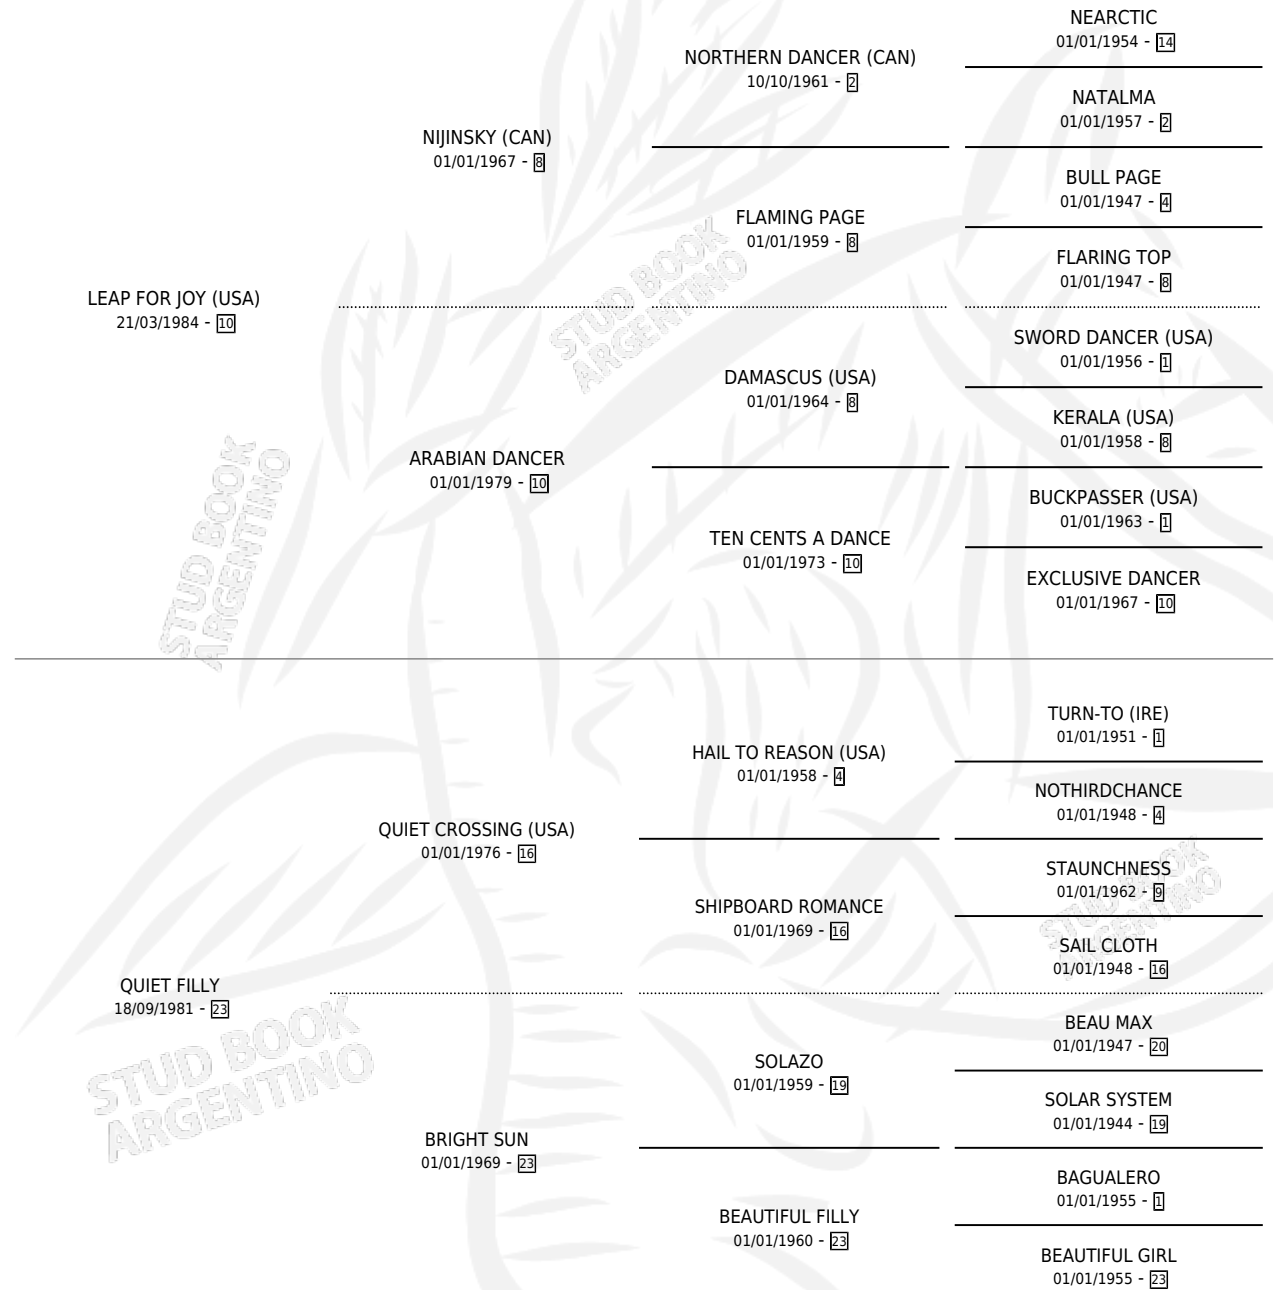 NEARCTIC
01/01/1954 - 14
NORTHERN DANCER (CAN)
10/10/1961 - 2
NATALMA
01/01/1957 - 2
NIJINSKY (CAN)
01/01/1967 - 8
BULL PAGE
01/01/1947 - 4
FLAMING PAGE
01/01/1959 - 8
FLARING TOP
01/01/1947 - 8
LEAP FOR JOY (USA)
21/03/1984 - 10
SWORD DANCER (USA)
01/01/1956 - 1
DAMASCUS (USA)
01/01/1964 - 8
KERALA (USA)
01/01/1958 - 8
ARABIAN DANCER
01/01/1979 - 10
BUCKPASSER (USA)
01/01/1963 - 1
TEN CENTS A DANCE
01/01/1973 - 10
EXCLUSIVE DANCER
01/01/1967 - 10
TURN-TO (IRE)
01/01/1951 - 1
HAIL TO REASON (USA)
01/01/1958 - 4
NOTHIRDCHANCE
01/01/1948 - 4
QUIET CROSSING (USA)
01/01/1976 - 16
STAUNCHNESS
01/01/1962 - 9
SHIPBOARD ROMANCE
01/01/1969 - 16
SAIL CLOTH
01/01/1948 - 16
QUIET FILLY
18/09/1981 - 23
BEAU MAX
01/01/1947 - 20
SOLAZO
01/01/1959 - 19
SOLAR SYSTEM
01/01/1944 - 19
BRIGHT SUN
01/01/1969 - 23
BAGUALERO
01/01/1955 - 1
BEAUTIFUL FILLY
01/01/1960 - 23
BEAUTIFUL GIRL
01/01/1955 - 23
STUD BOOK
ARGENTINO
STUD BOOK
ARGENTINO
STUD BOOK
ARGENTINO
STUD BOOK
ARGENTINO